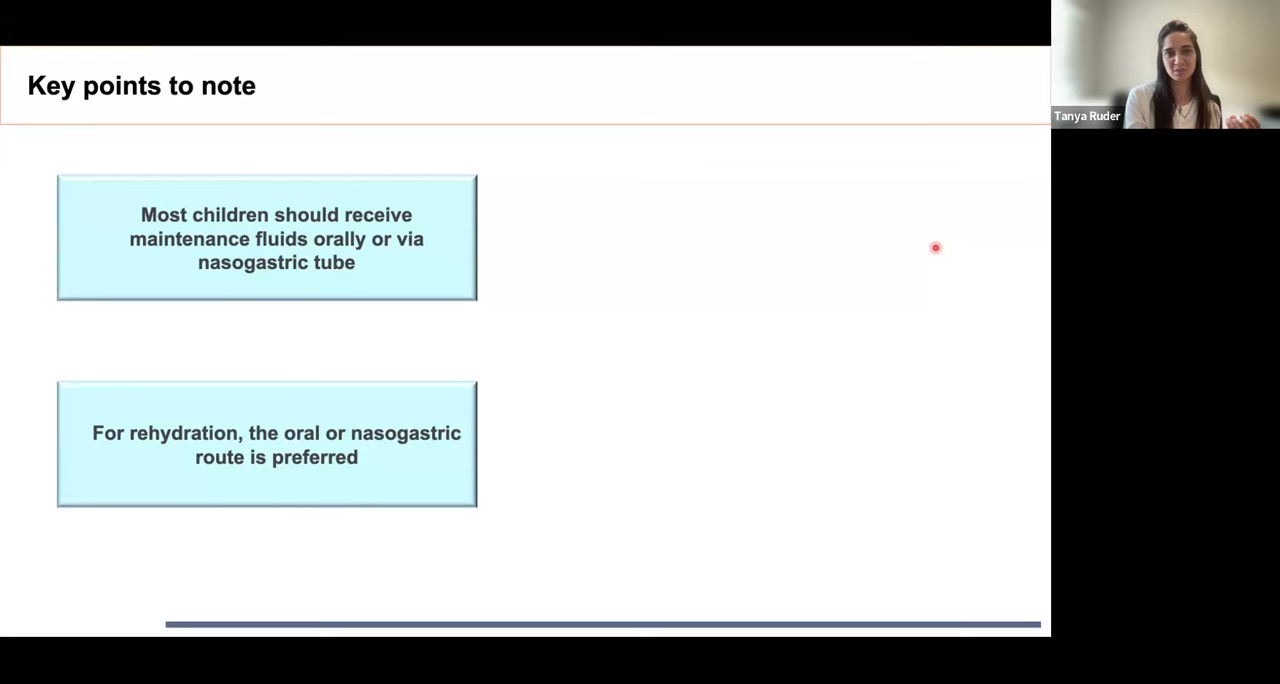 Key points to note
Tanya Ruder
Most children should receive
maintenance fluids orally or via
nasogastric tube
For rehydration, the oral or nasogastric
route is preferred